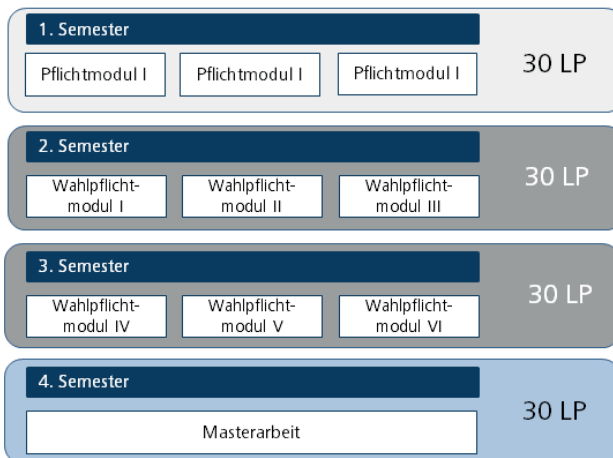 1. Semester
Pflichtmodul I
Pflichtmodul I
Pflichtmodul I
30 LP
2. Semester
Wahlpflicht-
modul I
Wahlpflicht-
modul II
Wahlpflicht-
modul III
30 LP
3. Semester
Wahlpflicht-
modul IV
Wahlpflicht-
modul V
Wahlpflicht-
modul VI
30 LP
4. Semester
Masterarbeit
30 LP